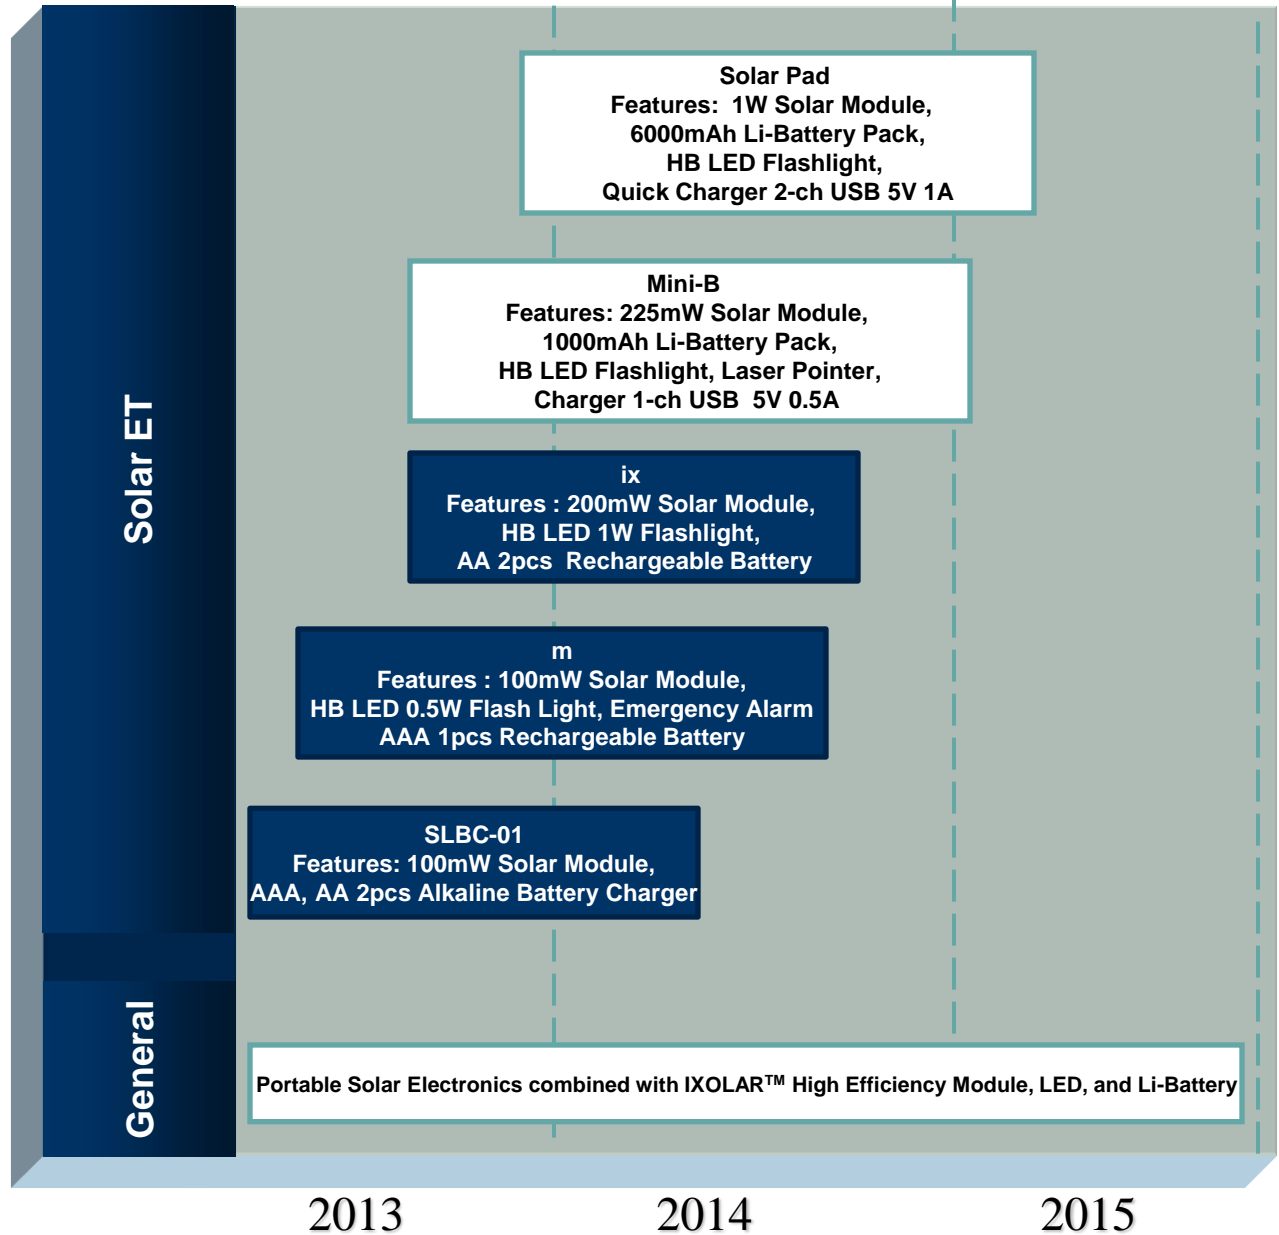 Solar ET
Solar Pad
Features:  1W Solar Module,
6000mAh Li-Battery Pack,
HB LED Flashlight,
Quick Charger 2-ch USB 5V 1A
Mini-B
Features: 225mW Solar Module,
1000mAh Li-Battery Pack,
HB LED Flashlight, Laser Pointer,
Charger 1-ch USB  5V 0.5A
ix
Features : 200mW Solar Module,
HB LED 1W Flashlight,
AA 2pcs  Rechargeable Battery
m
Features : 100mW Solar Module,
HB LED 0.5W Flash Light, Emergency Alarm
AAA 1pcs Rechargeable Battery
SLBC-01
Features: 100mW Solar Module,
AAA, AA 2pcs Alkaline Battery Charger
General
Portable Solar Electronics combined with IXOLAR™ High Efficiency Module, LED, and Li-Battery
2013
2014
2015